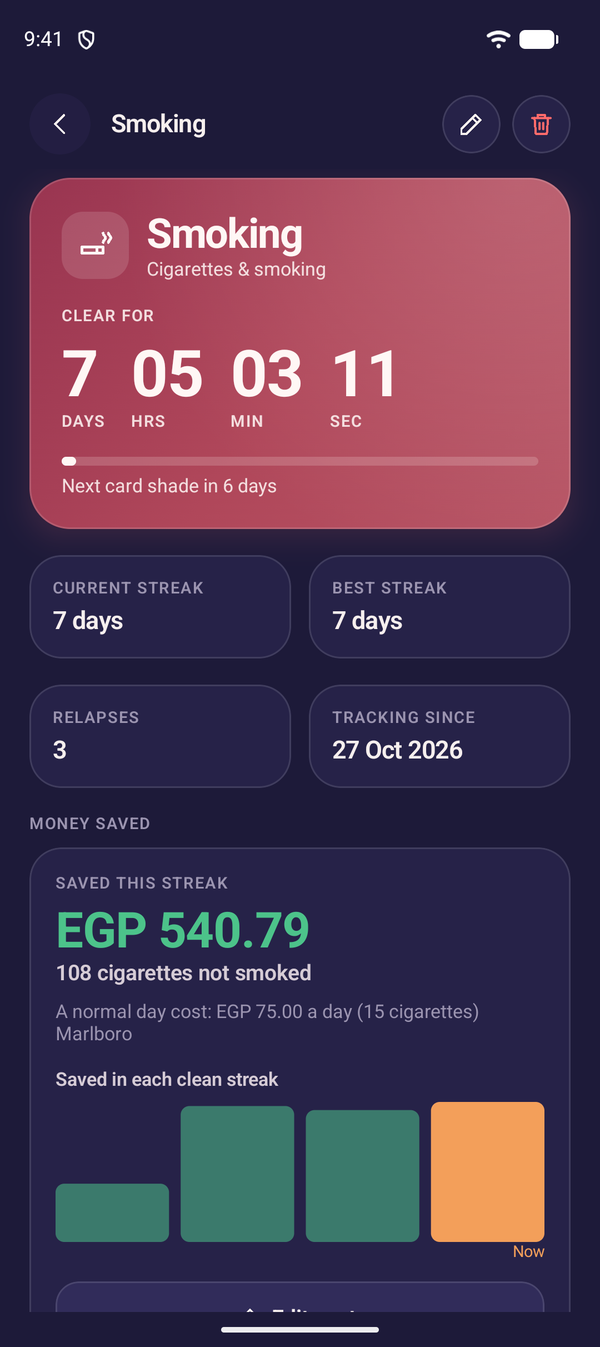 9:41
Smoking
Smoking
Cigarettes & smoking
CLEAR FOR
7 05 03 11
DAYS HRS MIN SEC
Next card shade in 6 days
CURRENT STREAK
7 days
BEST STREAK
7 days
RELAPSES
3
TRACKING SINCE
27 Oct 2026
MONEY SAVED
SAVED THIS STREAK
EGP 540.79
108 cigarettes not smoked
A normal day cost: EGP 75.00 a day (15 cigarettes)
Marlboro
Saved in each clean streak
Now